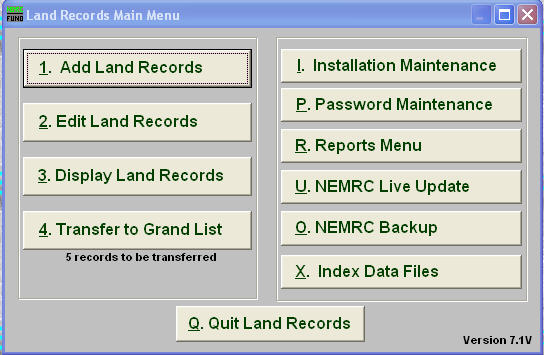 FUND
Land Records Main Menu
1. Add Land Records
2. Edit Land Records
3. Display Land Records
4. Transfer to Grand List
5 records to be transferred
I. Installation Maintenance
P. Password Maintenance
R. Reports Menu
U. NEMRC Live Update
O. NEMRC Backup
X. Index Data Files
Q. Quit Land Records
Version 7.1V